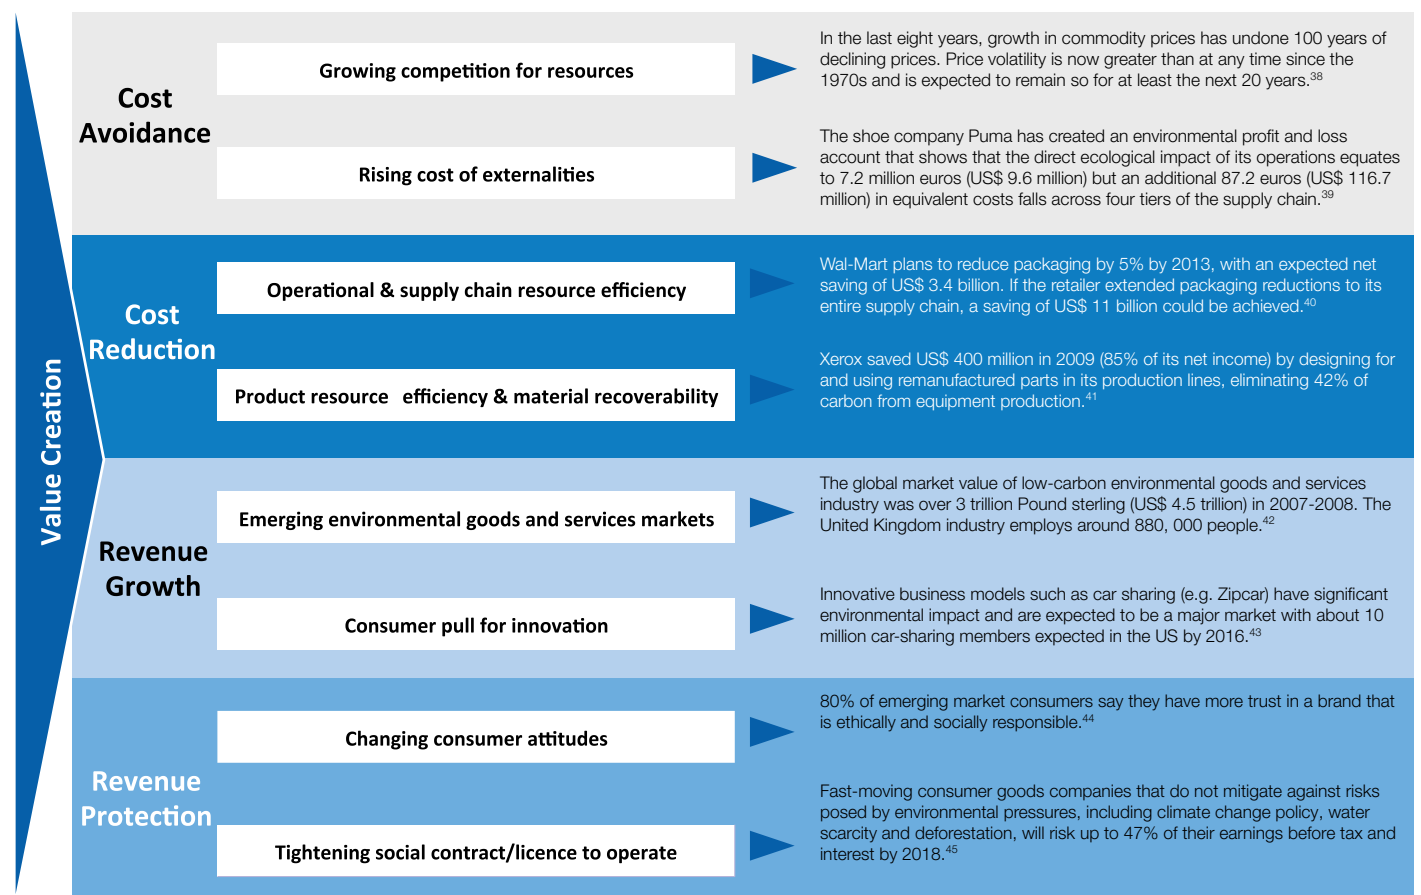 Value Creation
Cost
Avoidance
Growing competition for resources
In the last eight years, growth in commodity prices has undone 100 years of
declining prices. Price volatility is now greater than at any time since the
1970s and is expected to remain so for at least the next 20 years.38
Rising cost of externalities
The shoe company Puma has created an environmental profit and loss
account that shows that the direct ecological impact of its operations equates
to 7.2 million euros (US$ 9.6 million) but an additional 87.2 euros (US$ 116.7
million) in equivalent costs falls across four tiers of the supply chain.39
Cost
Reduction
Operational & supply chain resource efficiency
Wal-Mart plans to reduce packaging by 5% by 2013, with an expected net
saving of US$ 3.4 billion. If the retailer extended packaging reductions to its
entire supply chain, a saving of US$ 11 billion could be achieved.40
Product resource efficiency & material recoverability
Xerox saved US$ 400 million in 2009 (85% of its net income) by designing for
and using remanufactured parts in its production lines, eliminating 42% of
carbon from equipment production.41
Revenue
Growth
Emerging environmental goods and services markets
The global market value of low-carbon environmental goods and services
industry was over 3 trillion Pound sterling (US$ 4.5 trillion) in 2007-2008. The
United Kingdom industry employs around 880, 000 people.42
Consumer pull for innovation
Innovative business models such as car sharing (e.g. Zipcar) have significant
environmental impact and are expected to be a major market with about 10
million car-sharing members expected in the US by 2016.43
Revenue
Protection
Changing consumer attitudes
80% of emerging market consumers say they have more trust in a brand that
is ethically and socially responsible.44
Tightening social contract/licence to operate
Fast-moving consumer goods companies that do not mitigate against risks
posed by environmental pressures, including climate change policy, water
scarcity and deforestation, will risk up to 47% of their earnings before tax and
interest by 2018.45